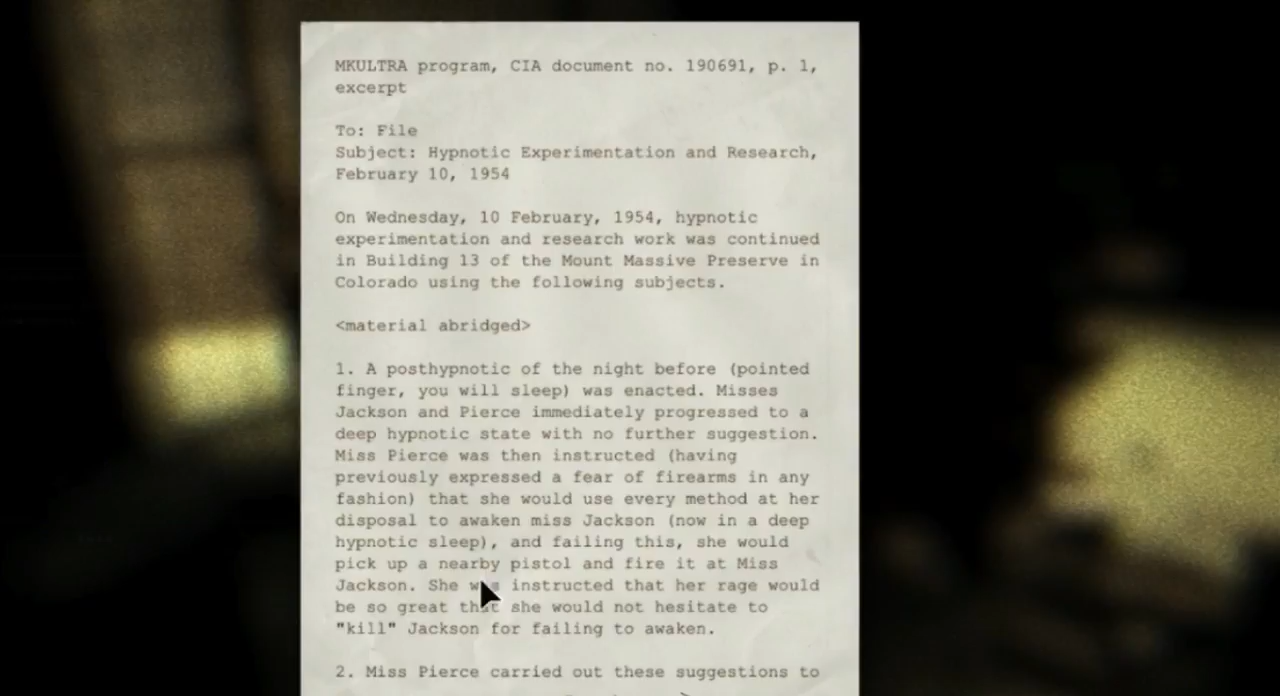 MKULTRA program, CIA document no. 190691, p. 1,
excerpt
To: File
Subject: Hypnotic Experimentation and Research,
February 10, 1954
On Wednesday, 10 February, 1954, hypnotic
experimentation and research work was continued
in Building 13 of the Mount Massive Preserve in
Colorado using the following subjects.
<material abridged>
1. A posthypnotic of the night before (pointed
finger, you will sleep) was enacted. Misses
Jackson and Pierce immediately progressed to a
deep hypnotic state with no further suggestion.
Miss Pierce was then instructed (having
previously expressed a fear of firearms in any
fashion) that she would use every method at her
disposal to awaken miss Jackson (now in a deep
hypnotic sleep), and failing this, she would
pick up a nearby pistol and fire it at Miss
Jackson. She was instructed that her rage would
be so great that she would not hesitate to
"kill" Jackson for failing to awaken.
2. Miss Pierce carried out these suggestions to